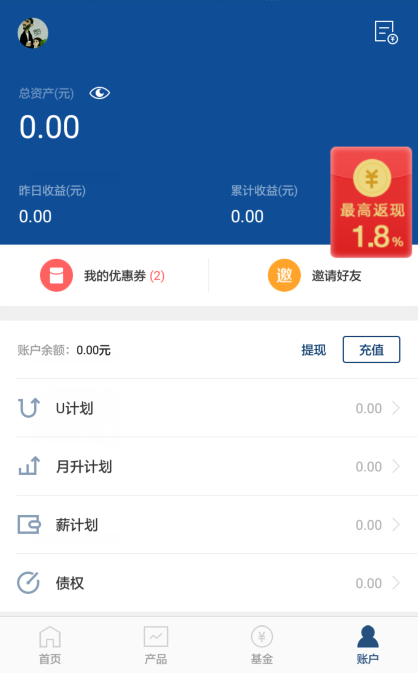 总资产(元)
0.00
昨日收益(元)
累计收益(元)
0.00
0.00
¥
最高返现
1.8%
我的优惠券 (2)
邀
邀请好友
账户余额：0.00元
提现
充值
U计划
0.00
月升计划
0.00
薪计划
0.00
债权
0.00
首页
产品
¥
基金
账户